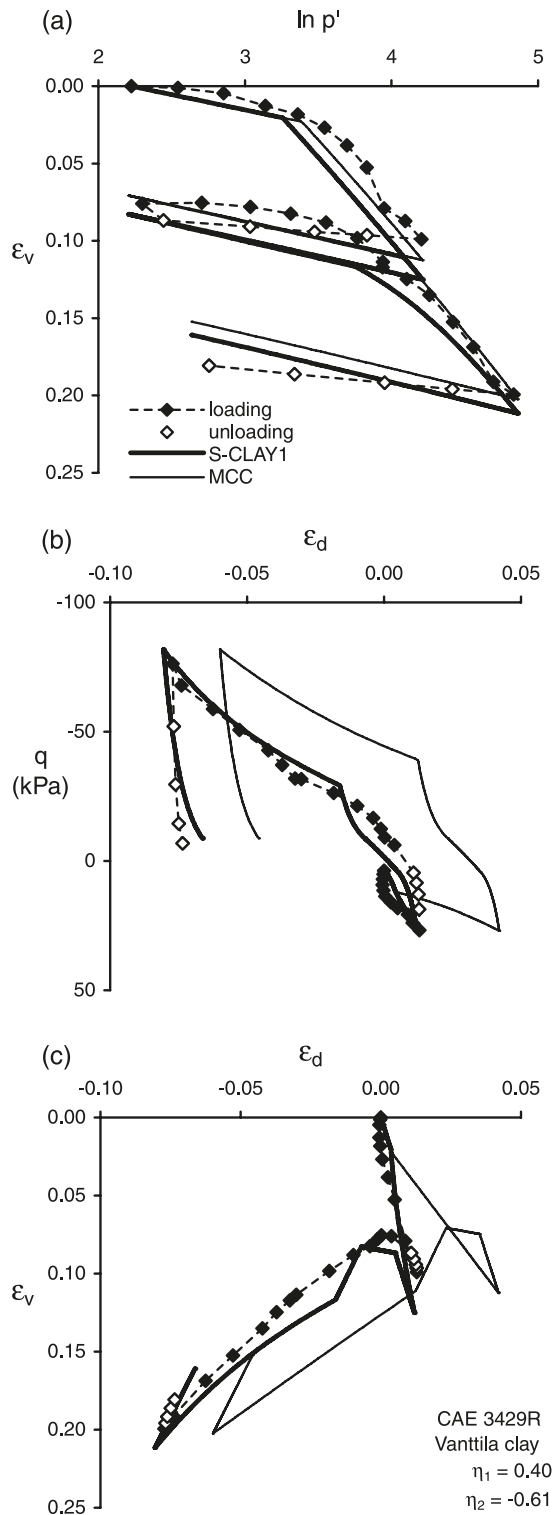 (a)
ln p'
2 3 4 5
0.00
0.05
0.10
εv
0.15
0.20
0.25
loading
unloading
S-CLAY1
MCC
(b)
εd
-0.10 -0.05 0.00 0.05
-100
-50
q
(kPa)
0
50
(c)
εd
-0.10 -0.05 0.00 0.05
0.00
0.05
0.10
εv
0.15
0.20
0.25
CAE 3429R
Vanttila clay
η1 = 0.40
η2 = -0.61